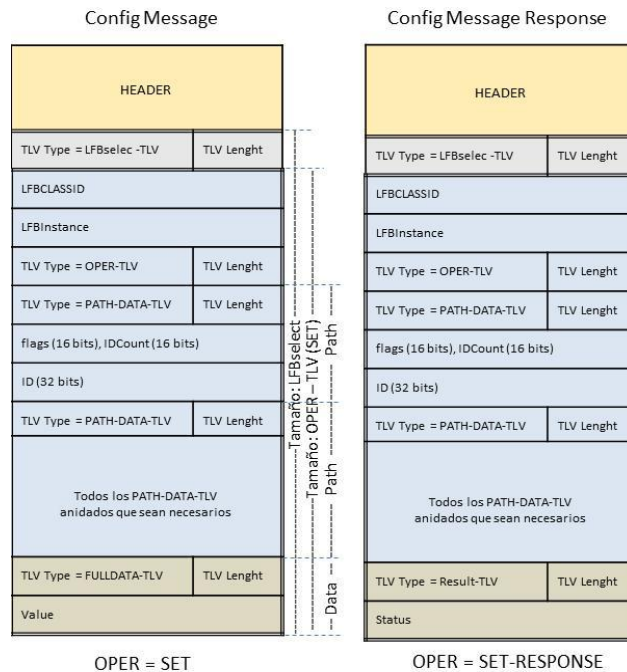 Config Message
HEADER
TLV Type = LFBselec -TLV
TLV Lenght
LFBCLASSID
LFBInstance
TLV Type = OPER-TLV
TLV Lenght
TLV Type = PATH-DATA-TLV
TLV Lenght
flags (16 bits), IDCount (16 bits)
ID (32 bits)
TLV Type = PATH-DATA-TLV
TLV Lenght
Todos los PATH-DATA-TLV
anidados que sean necesarios
TLV Type = FULLDATA-TLV
TLV Lenght
Value
OPER = SET
Tamaño: LFBselect
Tamaño: OPER – TLV (SET)
Path
Path
Data
Config Message Response
HEADER
TLV Type = LFBselec -TLV
TLV Lenght
LFBCLASSID
LFBInstance
TLV Type = OPER-TLV
TLV Lenght
TLV Type = PATH-DATA-TLV
TLV Lenght
flags (16 bits), IDCount (16 bits)
ID (32 bits)
TLV Type = PATH-DATA-TLV
TLV Lenght
Todos los PATH-DATA-TLV
anidados que sean necesarios
TLV Type = Result-TLV
TLV Lenght
Status
OPER = SET-RESPONSE